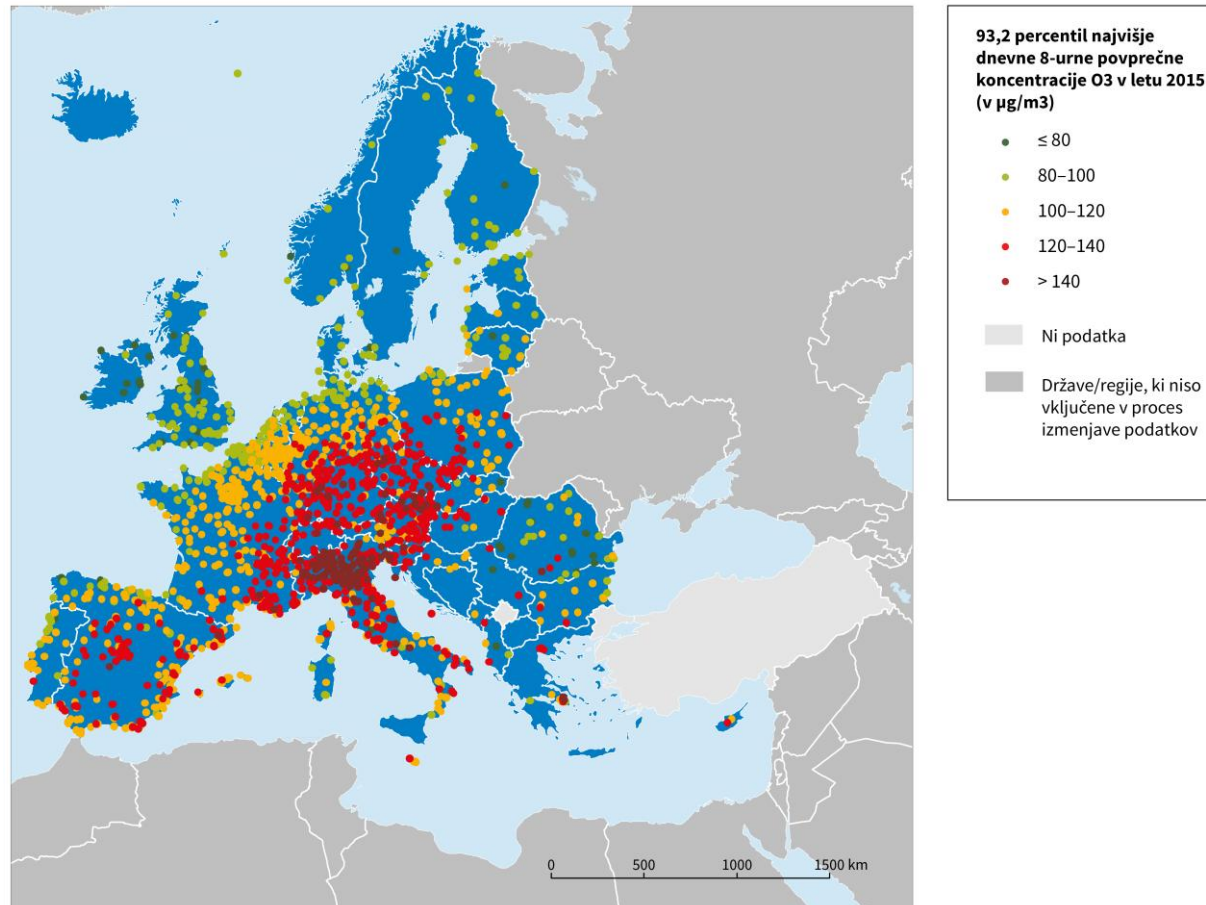 93,2 percentil najvišje
dnevne 8-urne povprečne
koncentracije O3 v letu 2015
(v µg/m3)
≤ 80
80–100
100–120
120–140
> 140
Ni podatka
Države/regije, ki niso
vključene v proces
izmenjave podatkov
0 500 1000 1500 km